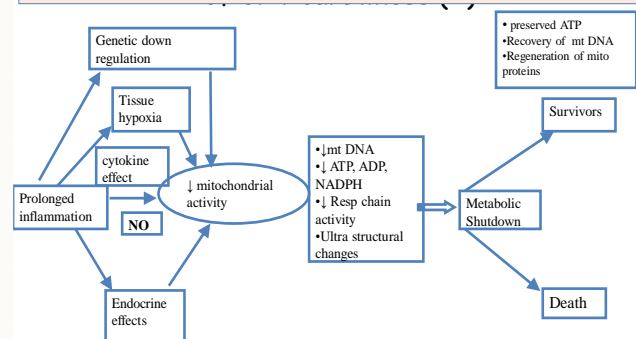 • preserved ATP
•Recovery of mt DNA
•Regeneration of mito
proteins
Genetic down
regulation
Tissue
hypoxia
cytokine
effect
Prolonged
inflammation
NO
Endocrine
effects
↓ mitochondrial
activity
•↓mt DNA
•↓ ATP, ADP,
NADPH
•↓ Resp chain
activity
•Ultra structural
changes
Metabolic
Shutdown
Survivors
Death